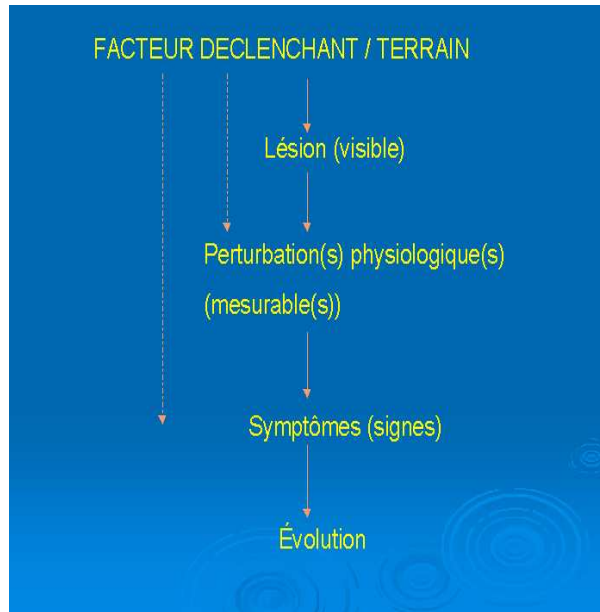 FACTEUR DECLENCHANT / TERRAIN
Lésion (visible)
Perturbation(s) physiologique(s)
(mesurable(s))
Symptômes (signes)
Évolution